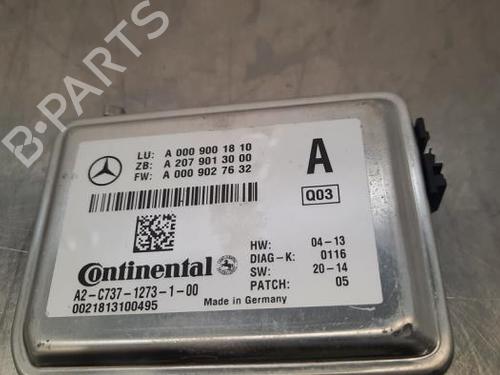 LU: A 000 900 18 10
ZB: A 207 901 30 00
FW: A 000 902 76 32
A
Q03
Continental
A2-C737-1273-1-00
0021813100495
HW: 04-13
DIAG-K: 0116
SW: 20-14
PATCH: 05
Made in Germany
B-PARTS